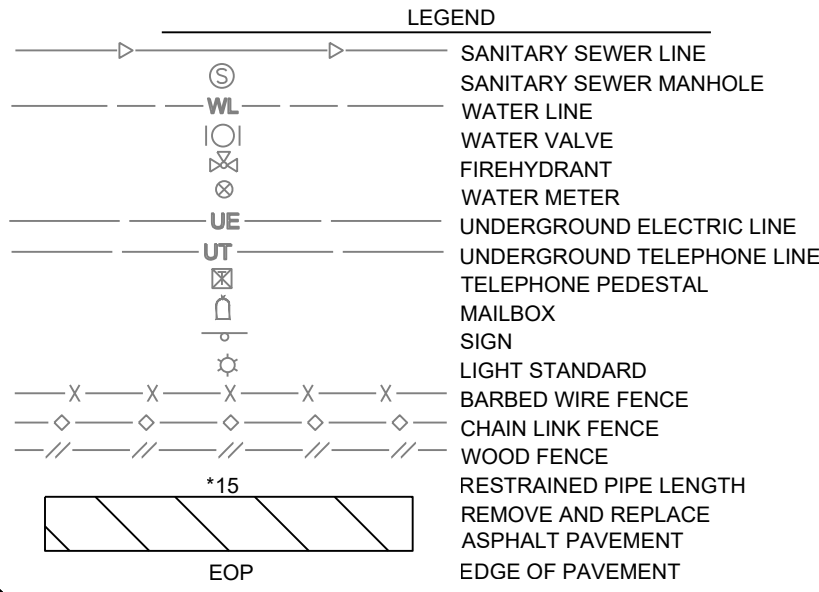 LEGEND
SANITARY SEWER LINE
S SANITARY SEWER MANHOLE
WL WATER LINE
WATER VALVE
FIREHYDRANT
WATER METER
UE UNDERGROUND ELECTRIC LINE
UT UNDERGROUND TELEPHONE LINE
T TELEPHONE PEDESTAL
MAILBOX
SIGN
LIGHT STANDARD
X X X X X BARBED WIRE FENCE
CHAIN LINK FENCE
// // // // // WOOD FENCE
*15 RESTRAINED PIPE LENGTH
REMOVE AND REPLACE
ASPHALT PAVEMENT
EOP EDGE OF PAVEMENT